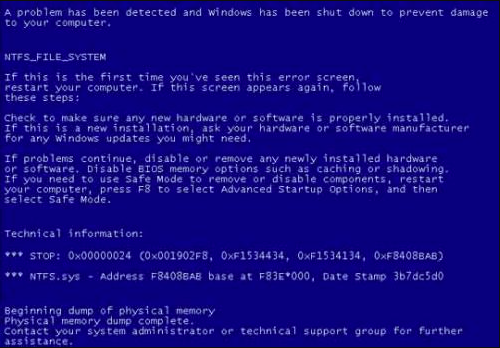 A problem has been detected and Windows has been shut down to prevent damage
to your computer.
NTFS_FILE_SYSTEM
If this is the first time you've seen this error screen,
restart your computer. If this screen appears again, follow
these steps:
Check to make sure any new hardware or software is properly installed.
If this is a new installation, ask your hardware or software manufacturer
for any Windows updates you might need.
If problems continue, disable or remove any newly installed hardware
or software. Disable BIOS memory options such as caching or shadowing.
If you need to use Safe Mode to remove or disable components, restart
your computer, press F8 to select Advanced Startup Options, and then
select Safe Mode.
Technical information:
*** STOP: 0x00000024 (0x001902F8, 0xF1534434, 0xF1534134, 0xF8408BAB)
*** NTFS.sys - Address F8408BAB base at F83E*000, Date Stamp 3b7dc5d0
Beginning dump of physical memory
Physical memory dump complete.
Contact your system administrator or technical support group for further
assistance.